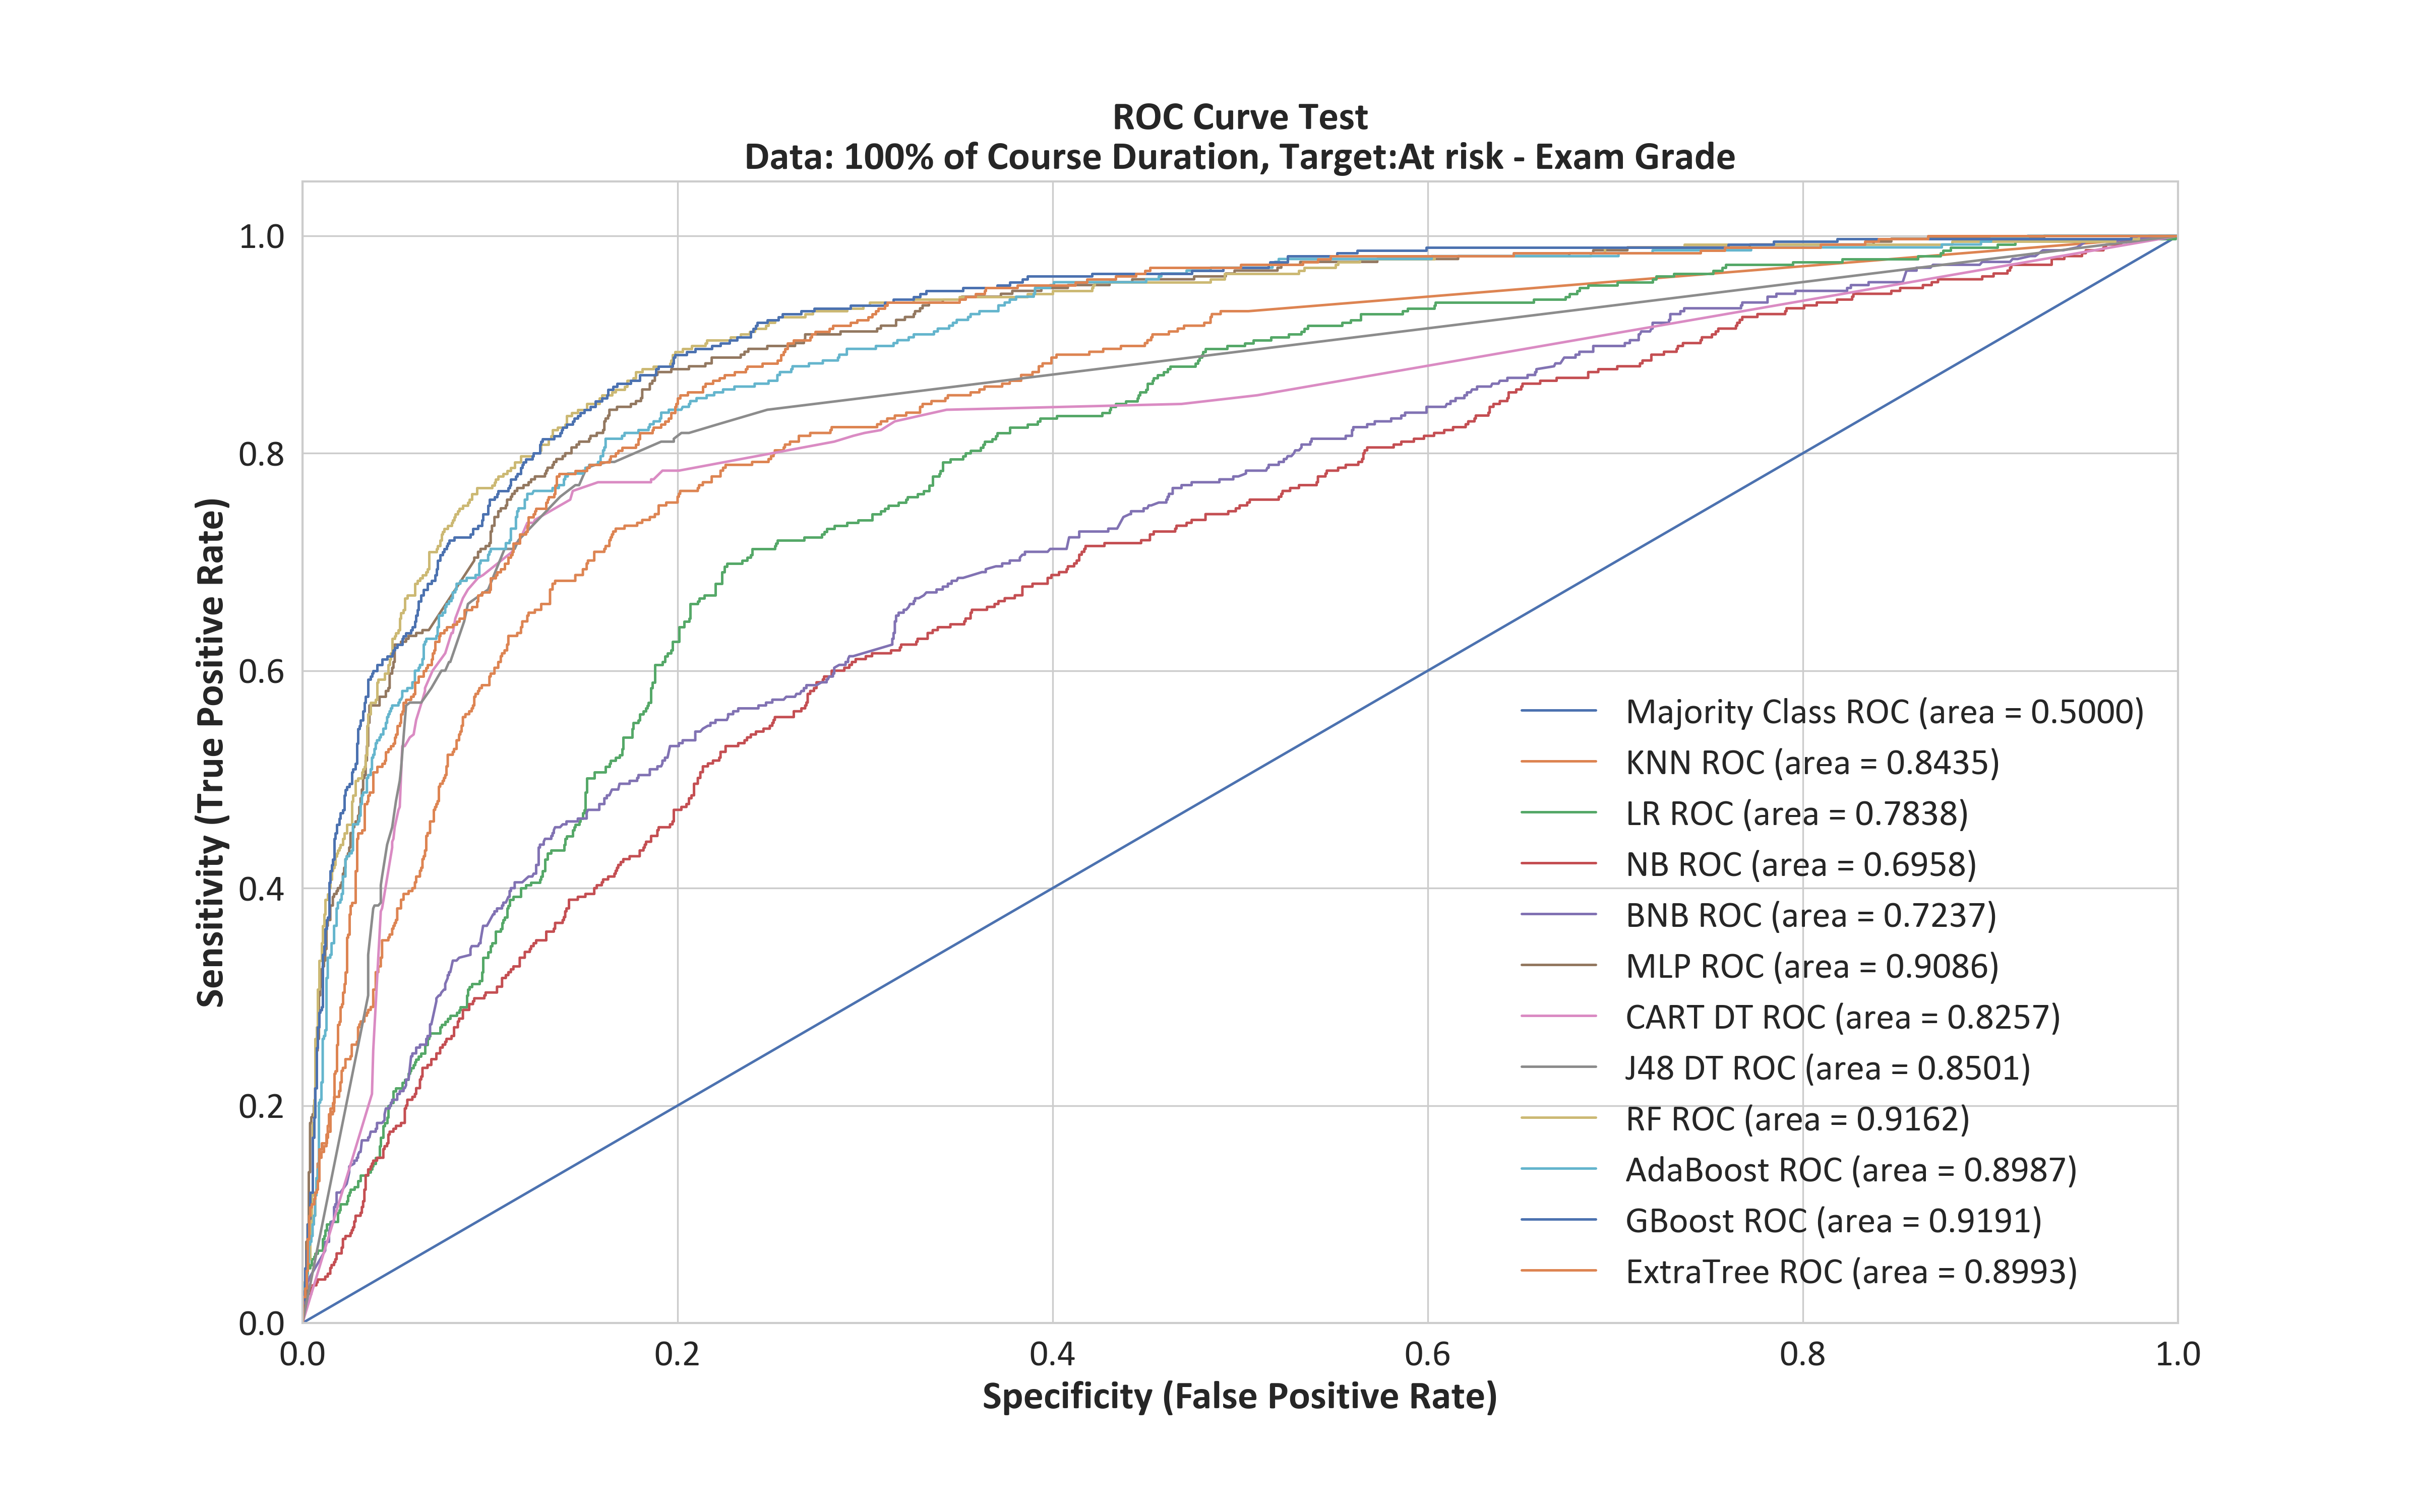 ROC Curve Test
Data: 100% of Course Duration, Target:At risk - Exam Grade
Sensitivity (True Positive Rate)
1.0
0.8
0.6
0.4
0.2
0.0
Majority Class ROC (area = 0.5000)
KNN ROC (area = 0.8435)
LR ROC (area = 0.7838)
NB ROC (area = 0.6958)
BNB ROC (area = 0.7237)
MLP ROC (area = 0.9086)
CART DT ROC (area = 0.8257)
J48 DT ROC (area = 0.8501)
RF ROC (area = 0.9162)
AdaBoost ROC (area = 0.8987)
GBoost ROC (area = 0.9191)
ExtraTree ROC (area = 0.8993)
0.0 0.2 0.4 0.6 0.8 1.0
Specificity (False Positive Rate)